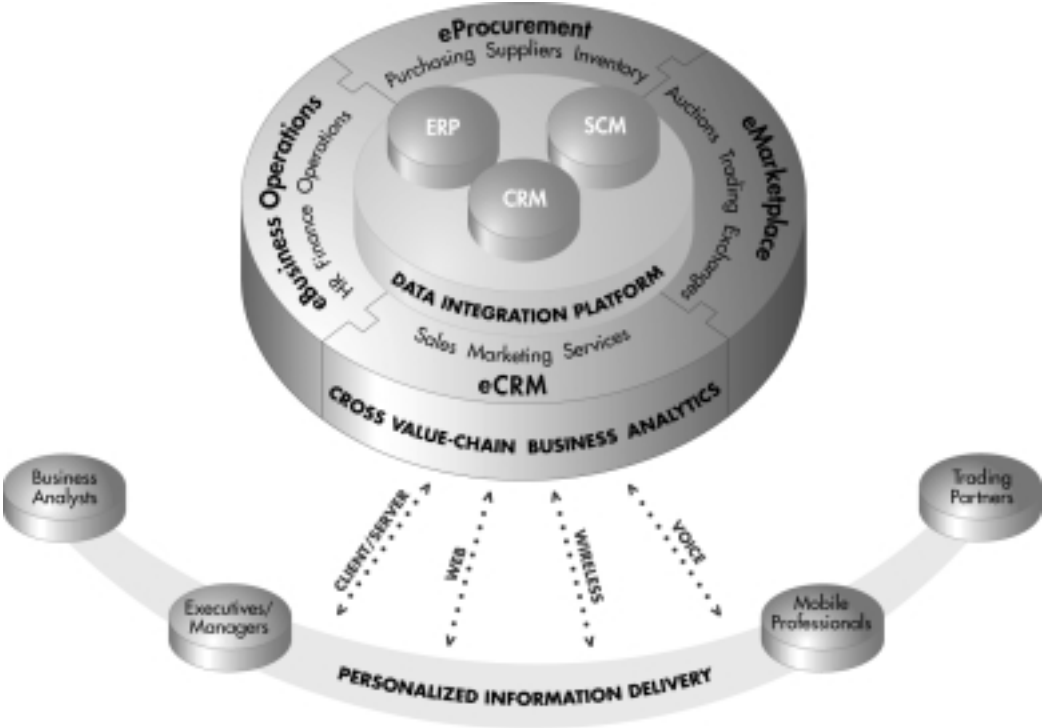 eProcurement
Purchasing Suppliers Inventory
eBusiness Operations
HR Finance Operations
eMarketplace
Auctions Trading Exchanges
ERP
SCM
CRM
DATA INTEGRATION PLATFORM
Sales Marketing Services
eCRM
CROSS VALUE-CHAIN BUSINESS ANALYTICS
Business
Analysts
Trading
Partners
CLIENT/SERVER
WEB
WIRELESS
VOICE
Executives/
Managers
Mobile
Professionals
PERSONALIZED INFORMATION DELIVERY